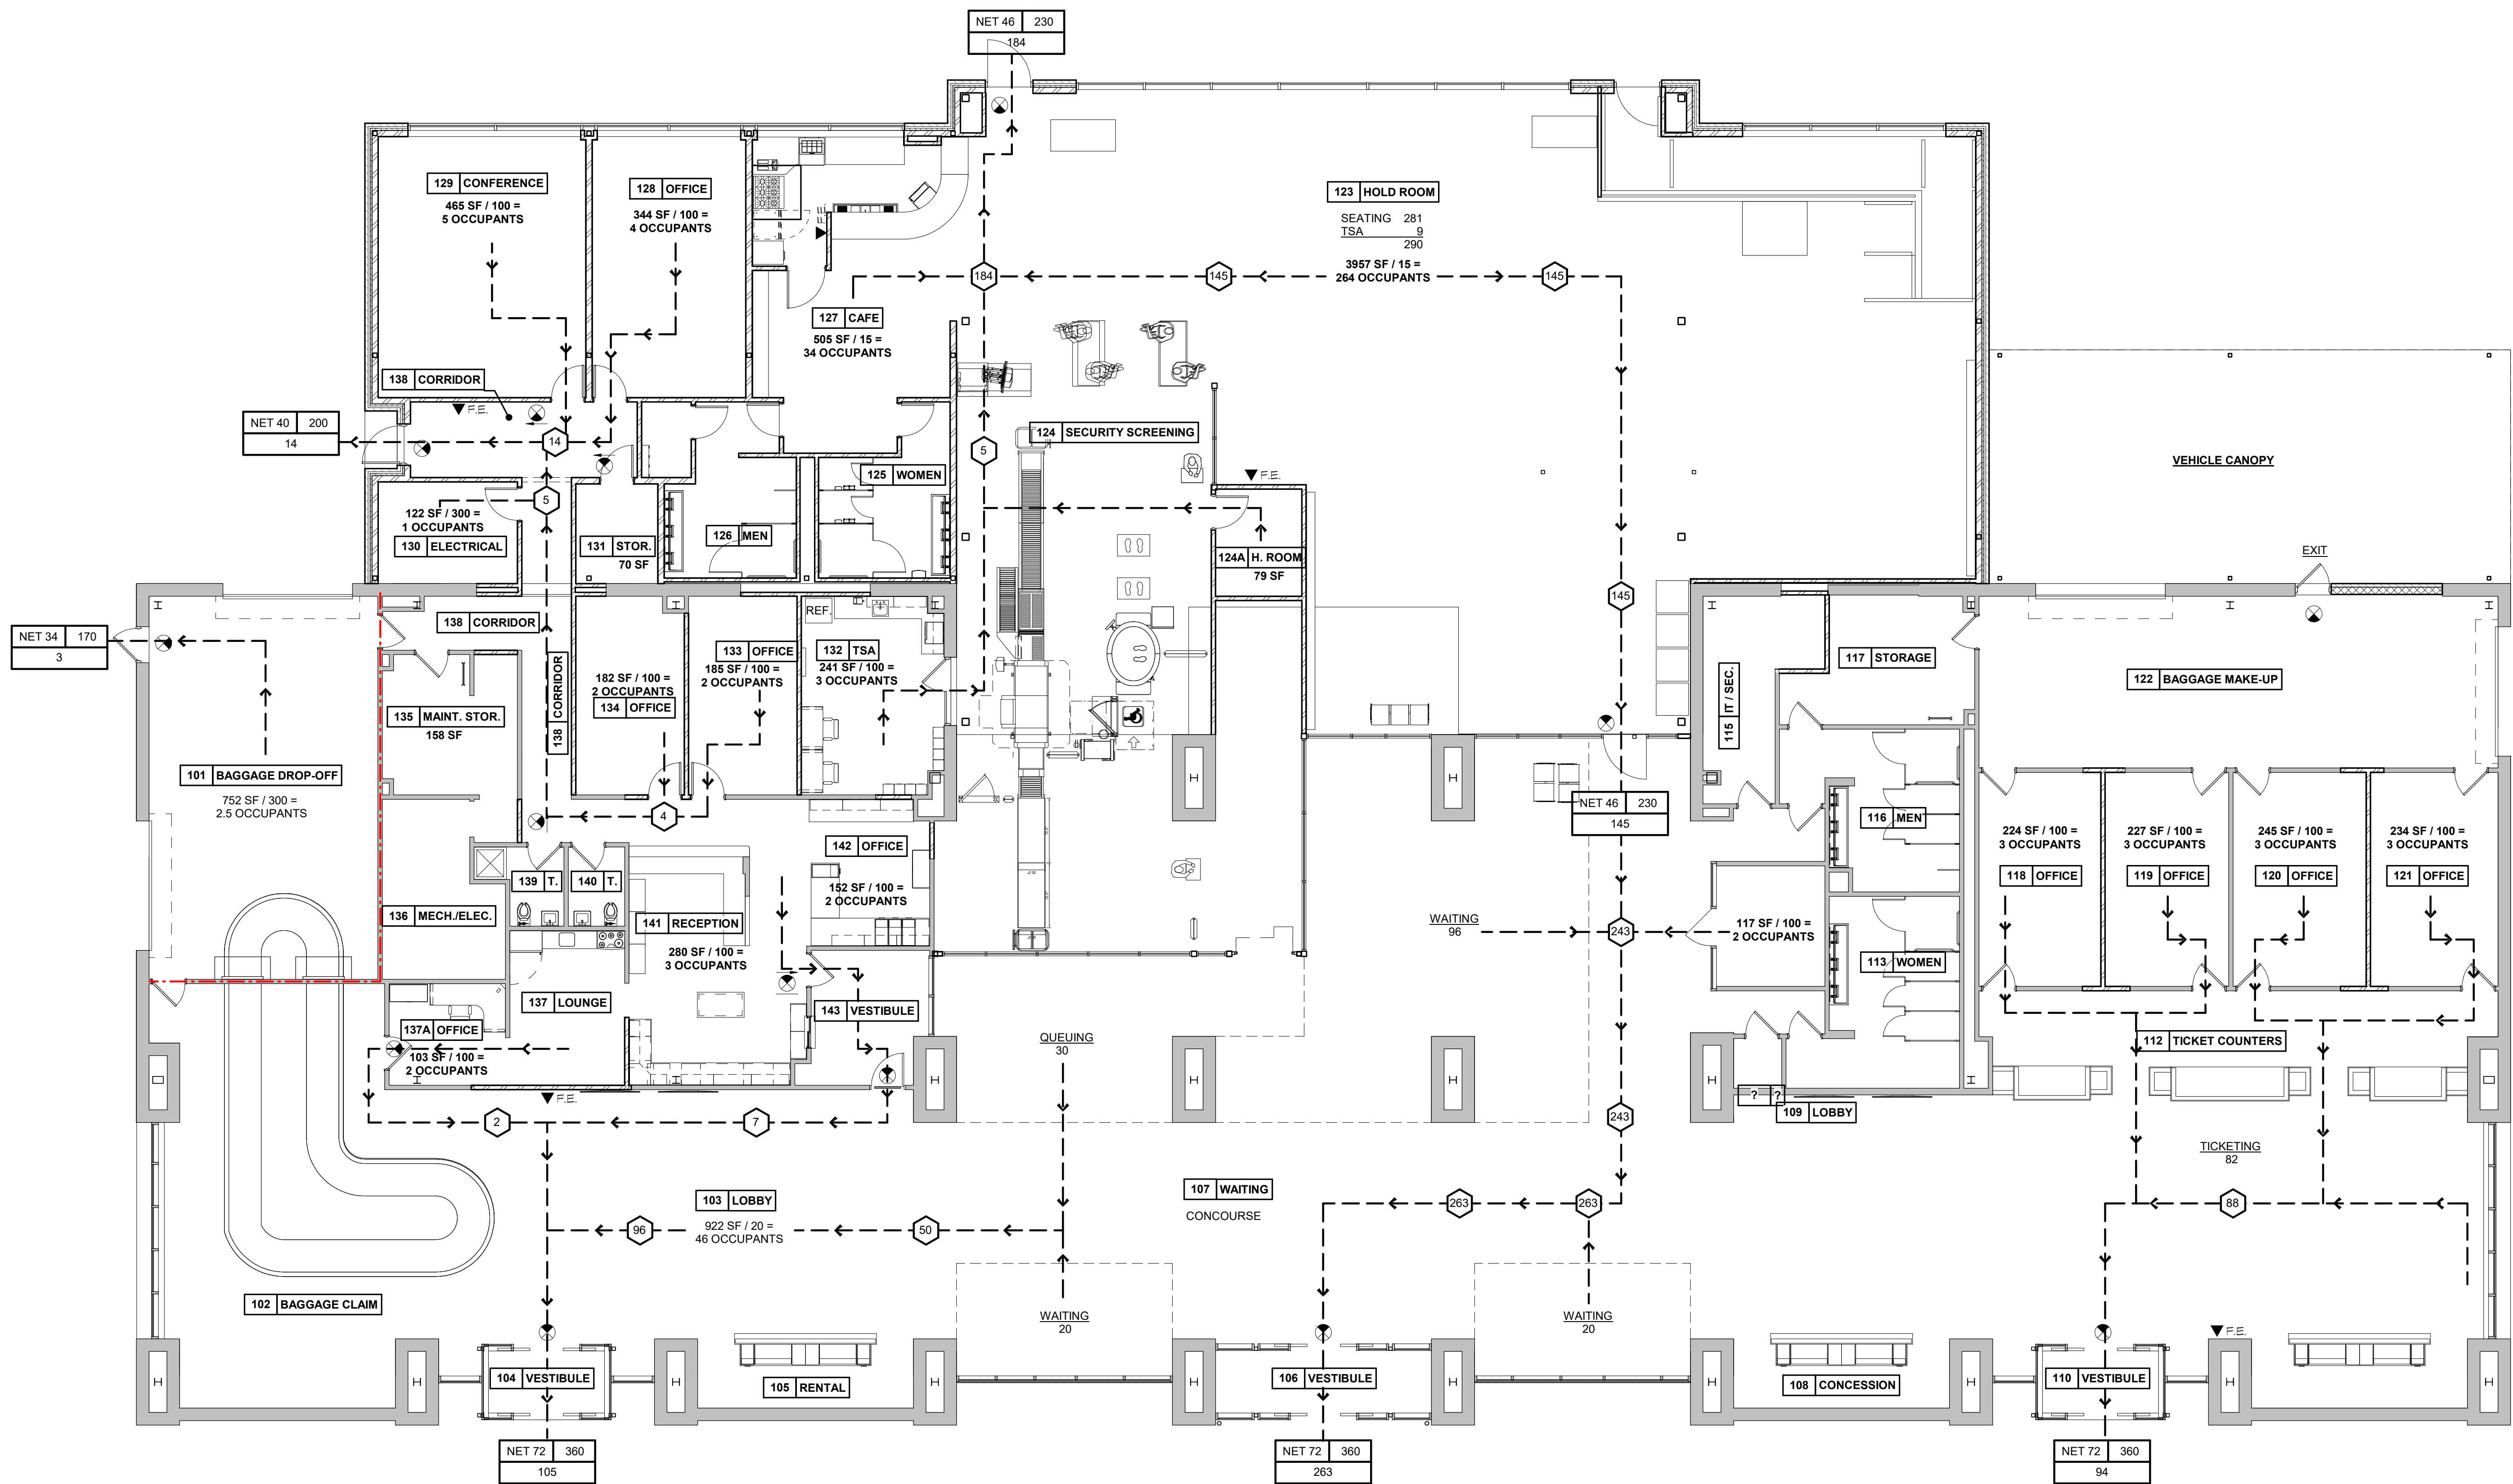 NET 46 230
184
129 CONFERENCE
465 SF / 100 =
5 OCCUPANTS
128 OFFICE
344 SF / 100 =
4 OCCUPANTS
123 HOLD ROOM
SEATING 281
TSA 9
290
3957 SF / 15 =
264 OCCUPANTS
184
145
145
127 CAFE
505 SF / 15 =
34 OCCUPANTS
138 CORRIDOR
F.E.
NET 40 200
14
14
124 SECURITY SCREENING
5
125 WOMEN
F.E.
VEHICLE CANOPY
5
122 SF / 300 =
1 OCCUPANTS
130 ELECTRICAL
131 STOR.
70 SF
126 MEN
124A H. ROOM
79 SF
EXIT
145
NET 34 170
3
138 CORRIDOR
REF.
133 OFFICE
185 SF / 100 =
2 OCCUPANTS
132 TSA
241 SF / 100 =
3 OCCUPANTS
182 SF / 100 =
2 OCCUPANTS
134 OFFICE
138 CORRIDOR
117 STORAGE
115 IT / SEC.
122 BAGGAGE MAKE-UP
135 MAINT. STOR.
158 SF
101 BAGGAGE DROP-OFF
752 SF / 300 =
2.5 OCCUPANTS
4
NET 46 230
145
116 MEN
142 OFFICE
152 SF / 100 =
2 OCCUPANTS
224 SF / 100 =
3 OCCUPANTS
118 OFFICE
227 SF / 100 =
3 OCCUPANTS
119 OFFICE
245 SF / 100 =
3 OCCUPANTS
120 OFFICE
234 SF / 100 =
3 OCCUPANTS
121 OFFICE
139 T.
140 T.
136 MECH./ELEC.
141 RECEPTION
280 SF / 100 =
3 OCCUPANTS
WAITING
96
243
117 SF / 100 =
2 OCCUPANTS
113 WOMEN
137 LOUNGE
143 VESTIBULE
137A OFFICE
103 SF / 100 =
2 OCCUPANTS
QUEUING
30
112 TICKET COUNTERS
F.E.
2
7
243
? ?
109 LOBBY
TICKETING
82
103 LOBBY
922 SF / 20 =
46 OCCUPANTS
96
50
107 WAITING
CONCOURSE
263
263
88
102 BAGGAGE CLAIM
WAITING
20
WAITING
20
F.E.
104 VESTIBULE
105 RENTAL
106 VESTIBULE
108 CONCESSION
110 VESTIBULE
NET 72 360
105
NET 72 360
263
NET 72 360
94